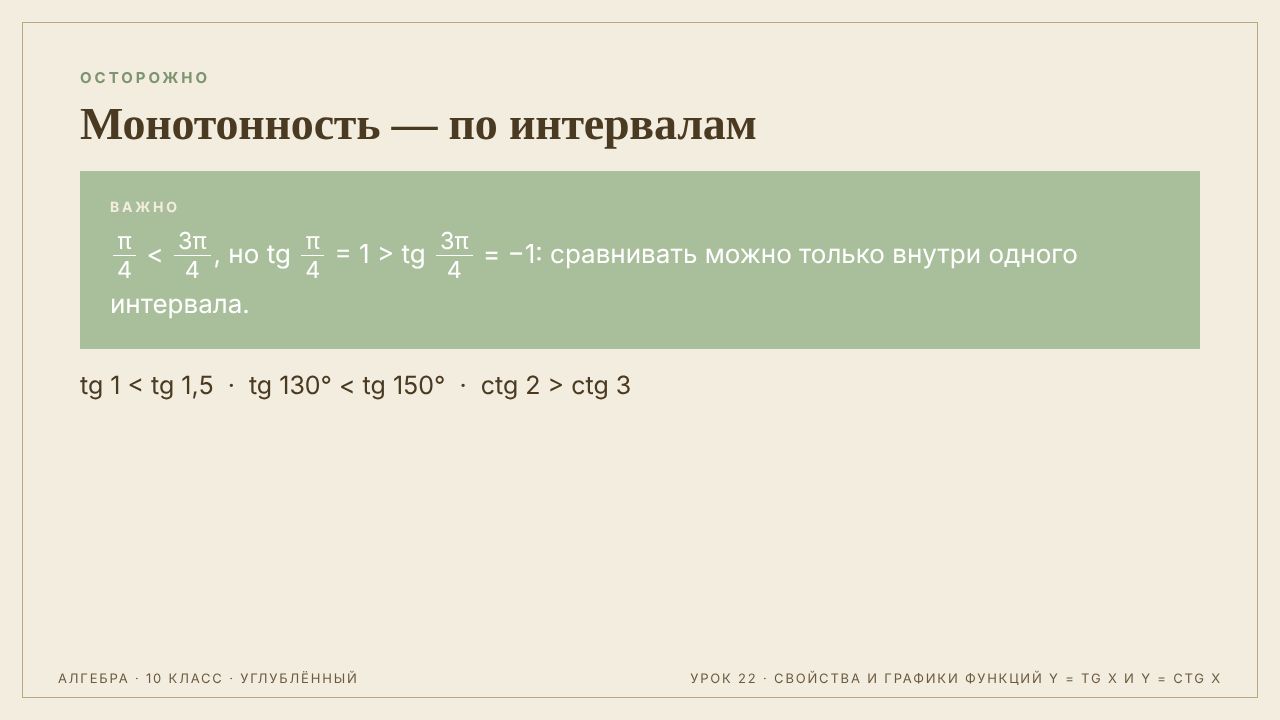 ОСТОРОЖНО
Монотонность — по интервалам
ВАЖНО
π/4 < 3π/4, но tg π/4 = 1 > tg 3π/4 = −1: сравнивать можно только внутри одного
интервала.
tg 1 < tg 1,5 · tg 130° < tg 150° · ctg 2 > ctg 3
АЛГЕБРА · 10 КЛАСС · УГЛУБЛЁННЫЙ
УРОК 22 · СВОЙСТВА И ГРАФИКИ ФУНКЦИЙ Y = TG X И Y = CTG X